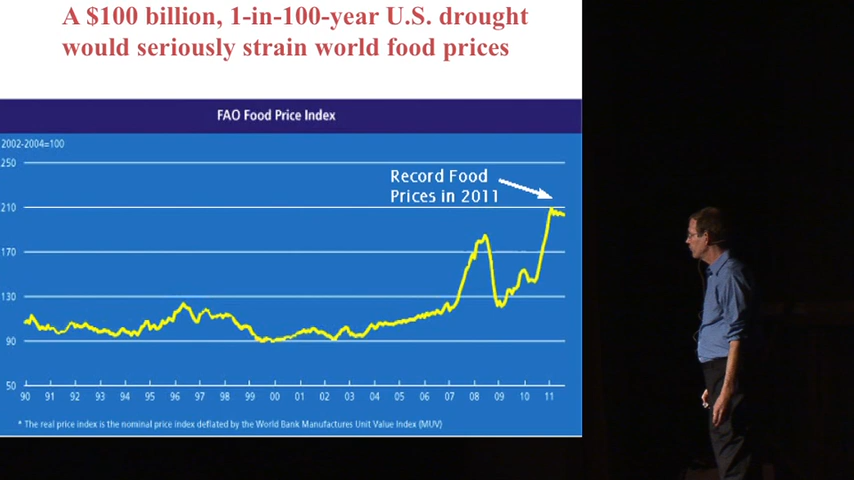 A $100 billion, 1-in-100-year U.S. drought
would seriously strain world food prices
FAO Food Price Index
2002-2004=100
250
Record Food
Prices in 2011
210
170
130
90
50
90 91 92 93 94 95 96 97 98 99 00 01 02 03 04 05 06 07 08 09 10 11
* The real price index is the nominal price index deflated by the World Bank Manufactures Unit Value Index (MUV)